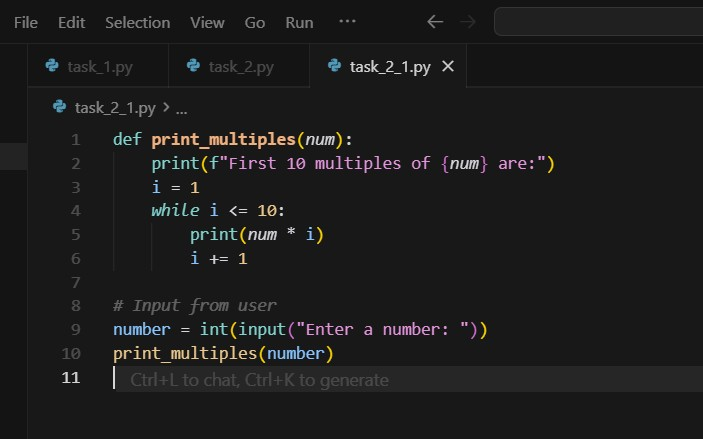 File Edit Selection View Go Run ···
task_1.py task_2.py task_2_1.py
task_2_1.py > ...
1 def print_multiples(num):
2     print(f"First 10 multiples of {num} are:")
3     i = 1
4     while i <= 10:
5         print(num * i)
6         i += 1
7
8 # Input from user
9 number = int(input("Enter a number: "))
10 print_multiples(number)
11 Ctrl+L to chat, Ctrl+K to generate